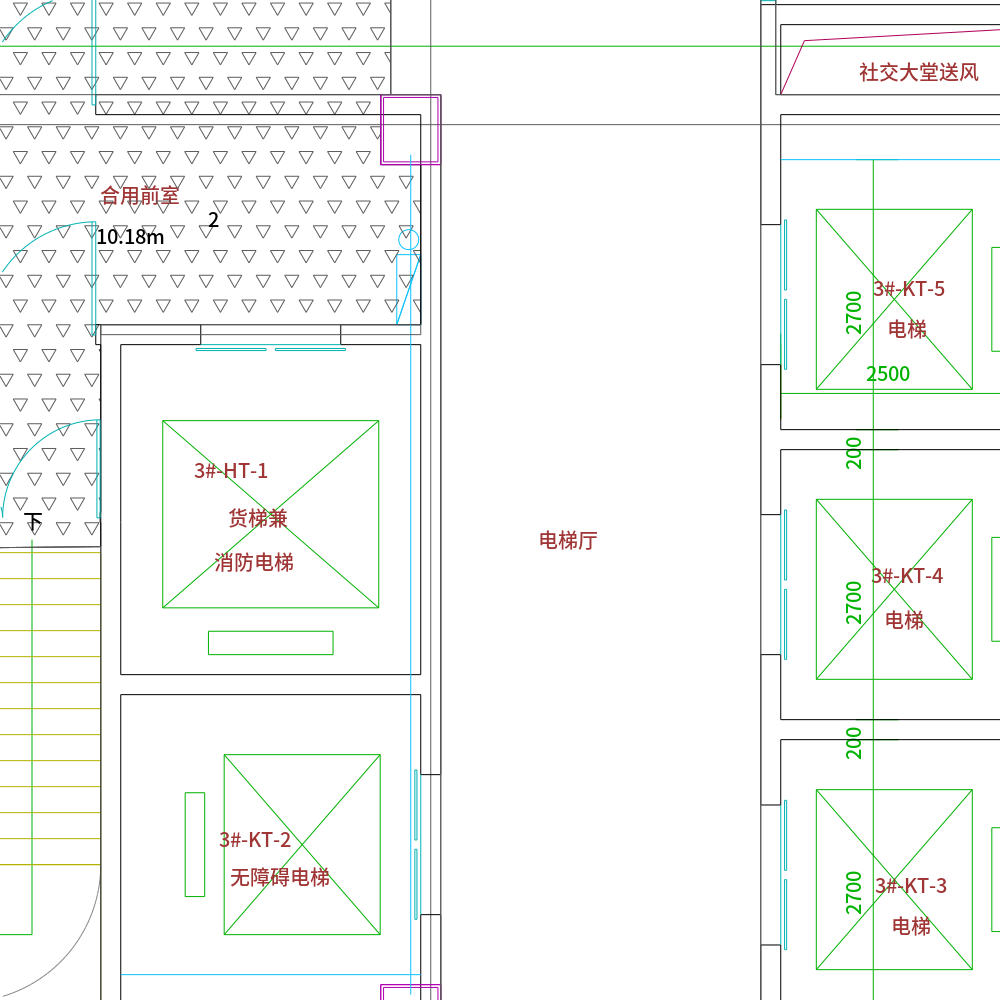 社交大堂送风
合用前室
2
10.18m
3#-KT-5
2700
电梯
2500
200
3#-HT-1
货梯兼
消防电梯
下
电梯厅
3#-KT-4
2700
电梯
200
3#-KT-2
无障碍电梯
3#-KT-3
2700
电梯